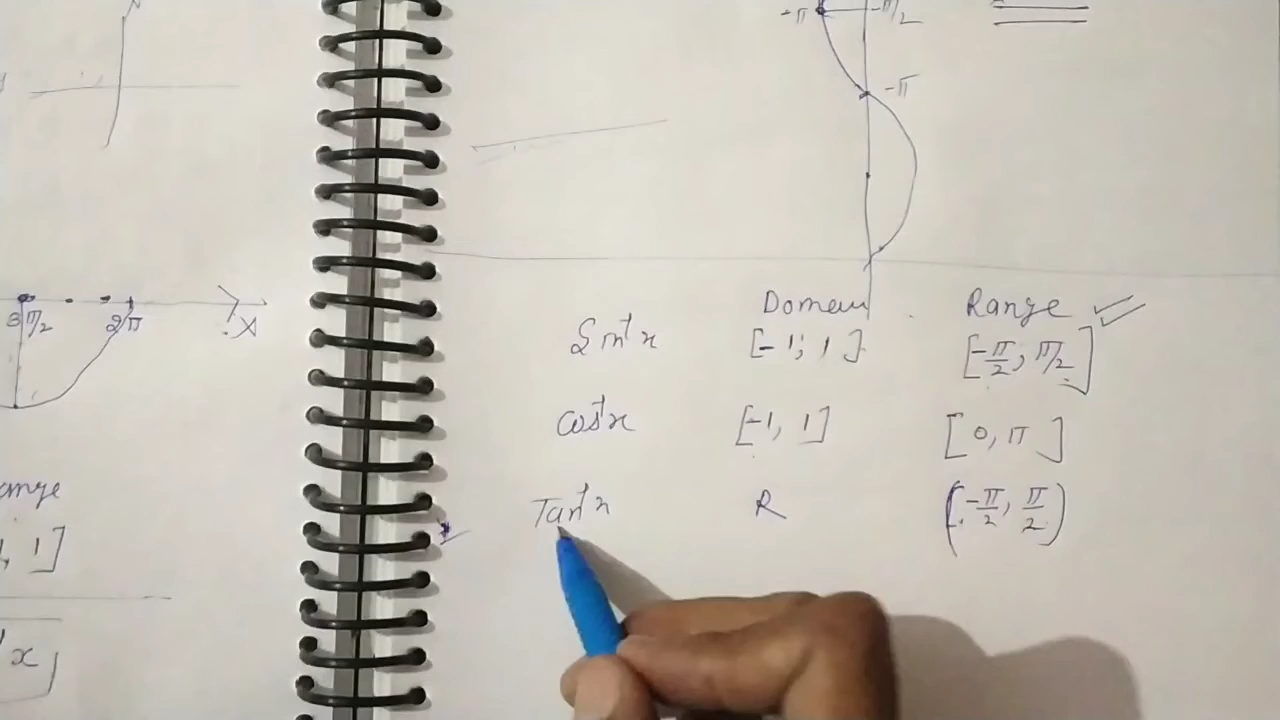 -π -π/2
-π
3π/2 2π X
Domain Range
Sin⁻¹x [-1, 1] [-π/2, π/2]
cos⁻¹x [-1, 1] [0, π]
Tan⁻¹x R (-π/2, π/2)
, 1]
x